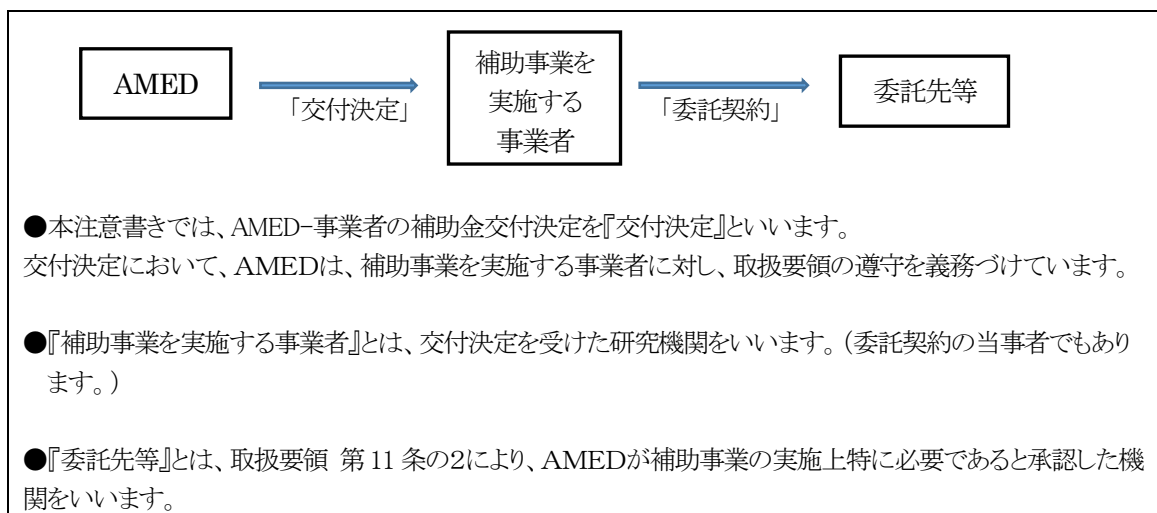 AMED
「交付決定」
補助事業を
実施する
事業者
「委託契約」
委託先等
●本注意書きでは、AMED-事業者の補助金交付決定を『交付決定』といいます。
交付決定において、AMEDは、補助事業を実施する事業者に対し、取扱要領の遵守を義務づけています。
●『補助事業を実施する事業者』とは、交付決定を受けた研究機関をいいます。(委託契約の当事者でもあり
ます。)
●『委託先等』とは、取扱要領 第11条の2により、AMEDが補助事業の実施上特に必要であると承認した機
関をいいます。